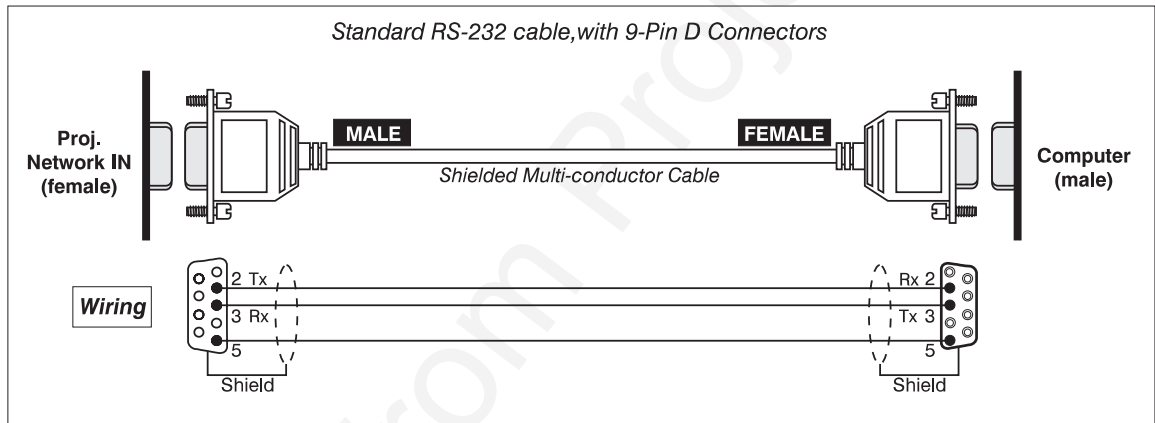 Standard RS-232 cable,with 9-Pin D Connectors
MALE
FEMALE
Proj.
Network IN
(female)
Computer
(male)
Shielded Multi-conductor Cable
2 Tx
Rx 2
Wiring
3 Rx
Tx 3
5
5
Shield
Shield